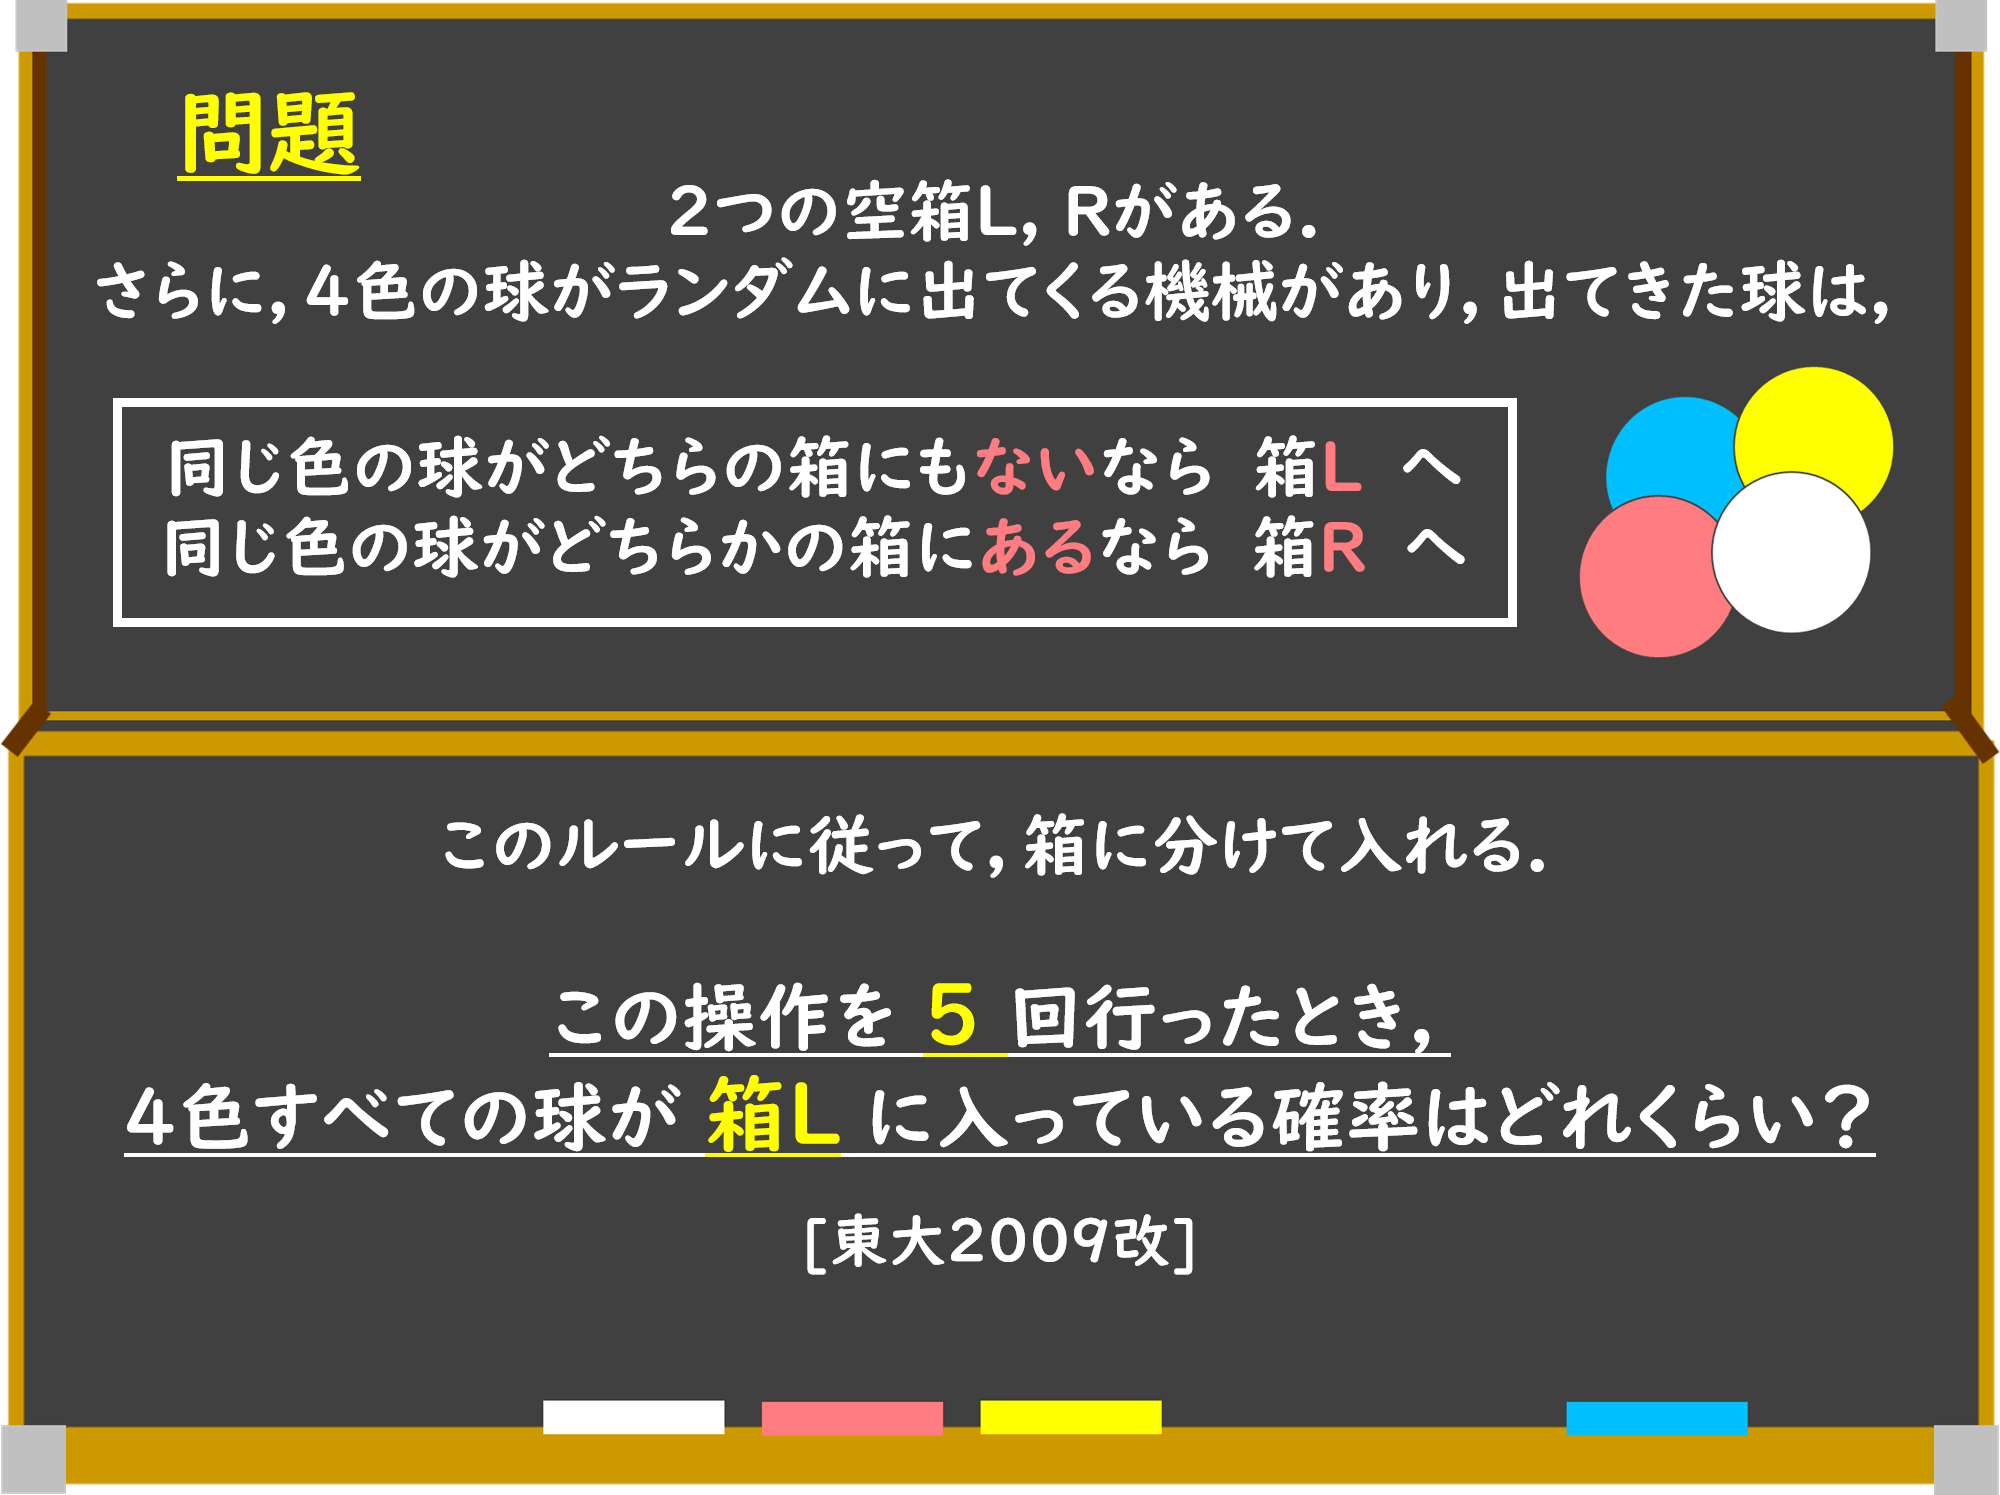 問題
2つの空箱L, Rがある.
さらに, 4色の球がランダムに出てくる機械があり, 出てきた球は,
同じ色の球がどちらの箱にもないなら 箱L へ
同じ色の球がどちらかの箱にあるなら 箱R へ
このルールに従って, 箱に分けて入れる.
この操作を 5 回行ったとき,
4色すべての球が 箱L に入っている確率はどれくらい？
[東大2009改]